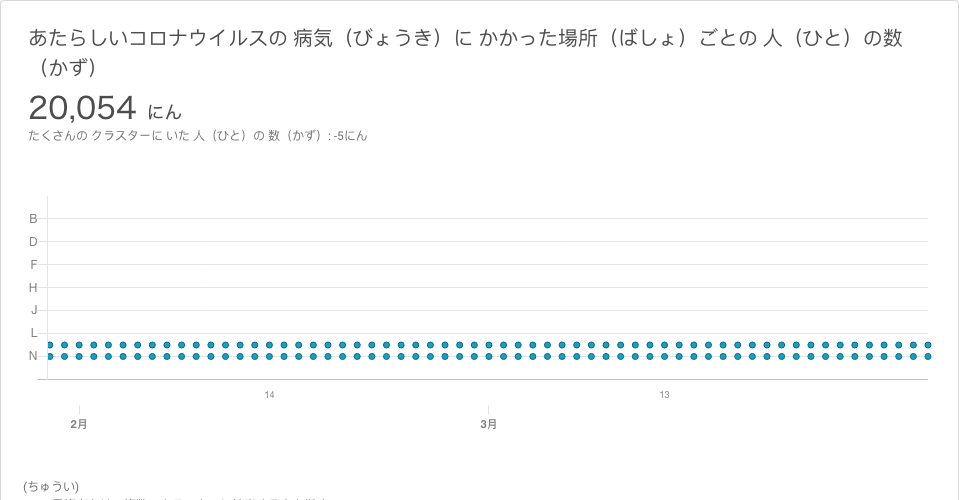 あたらしいコロナウイルスの 病気（びょうき）に かかった場所（ばしょ）ごとの 人（ひと）の数
（かず）
20,054 にん
たくさんの クラスターに いた 人（ひと）の 数（かず）: -5にん
B
D
F
H
J
L
N
14
13
2月
3月
(ちゅうい)